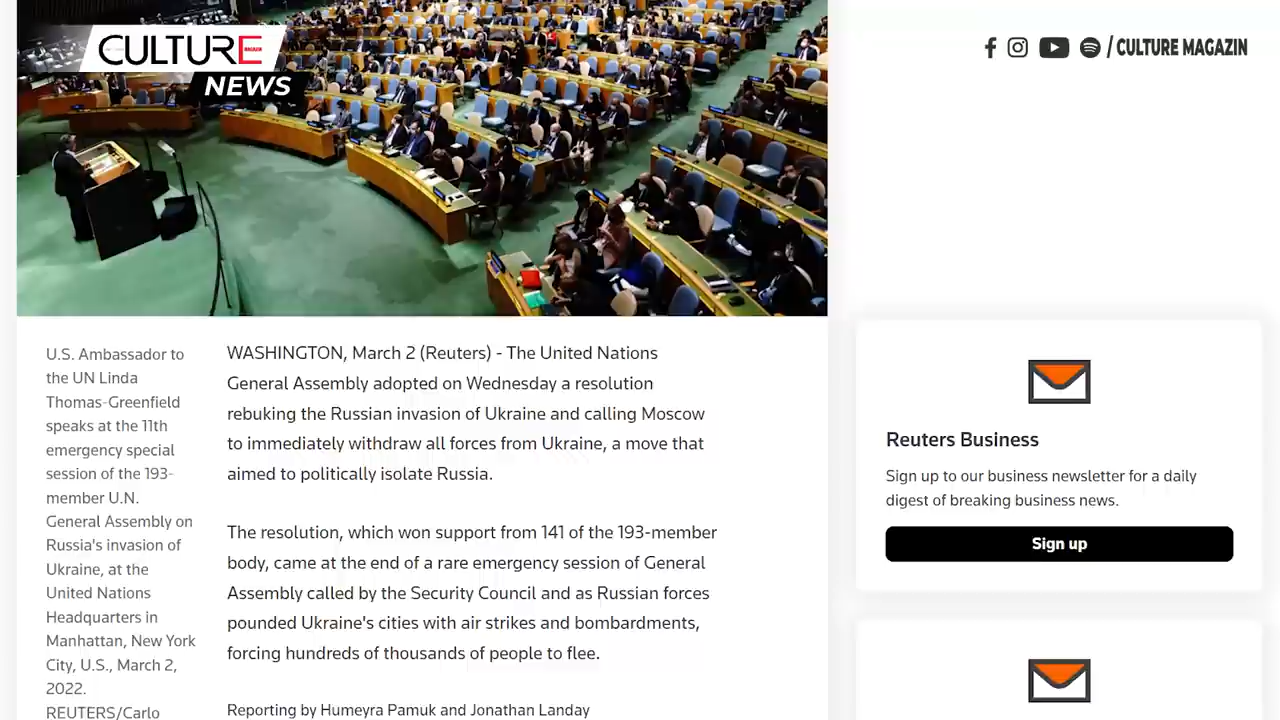 CULTURE
NEWS
/ CULTURE MAGAZIN
U.S. Ambassador to
the UN Linda
Thomas-Greenfield
speaks at the 11th
emergency special
session of the 193-
member U.N.
General Assembly on
Russia's invasion of
Ukraine, at the
United Nations
Headquarters in
Manhattan, New York
City, U.S., March 2,
2022.
REUTERS/Carlo
WASHINGTON, March 2 (Reuters) - The United Nations
General Assembly adopted on Wednesday a resolution
rebuking the Russian invasion of Ukraine and calling Moscow
to immediately withdraw all forces from Ukraine, a move that
aimed to politically isolate Russia.
The resolution, which won support from 141 of the 193-member
body, came at the end of a rare emergency session of General
Assembly called by the Security Council and as Russian forces
pounded Ukraine's cities with air strikes and bombardments,
forcing hundreds of thousands of people to flee.
Reporting by Humeyra Pamuk and Jonathan Landay
Reuters Business
Sign up to our business newsletter for a daily
digest of breaking business news.
Sign up